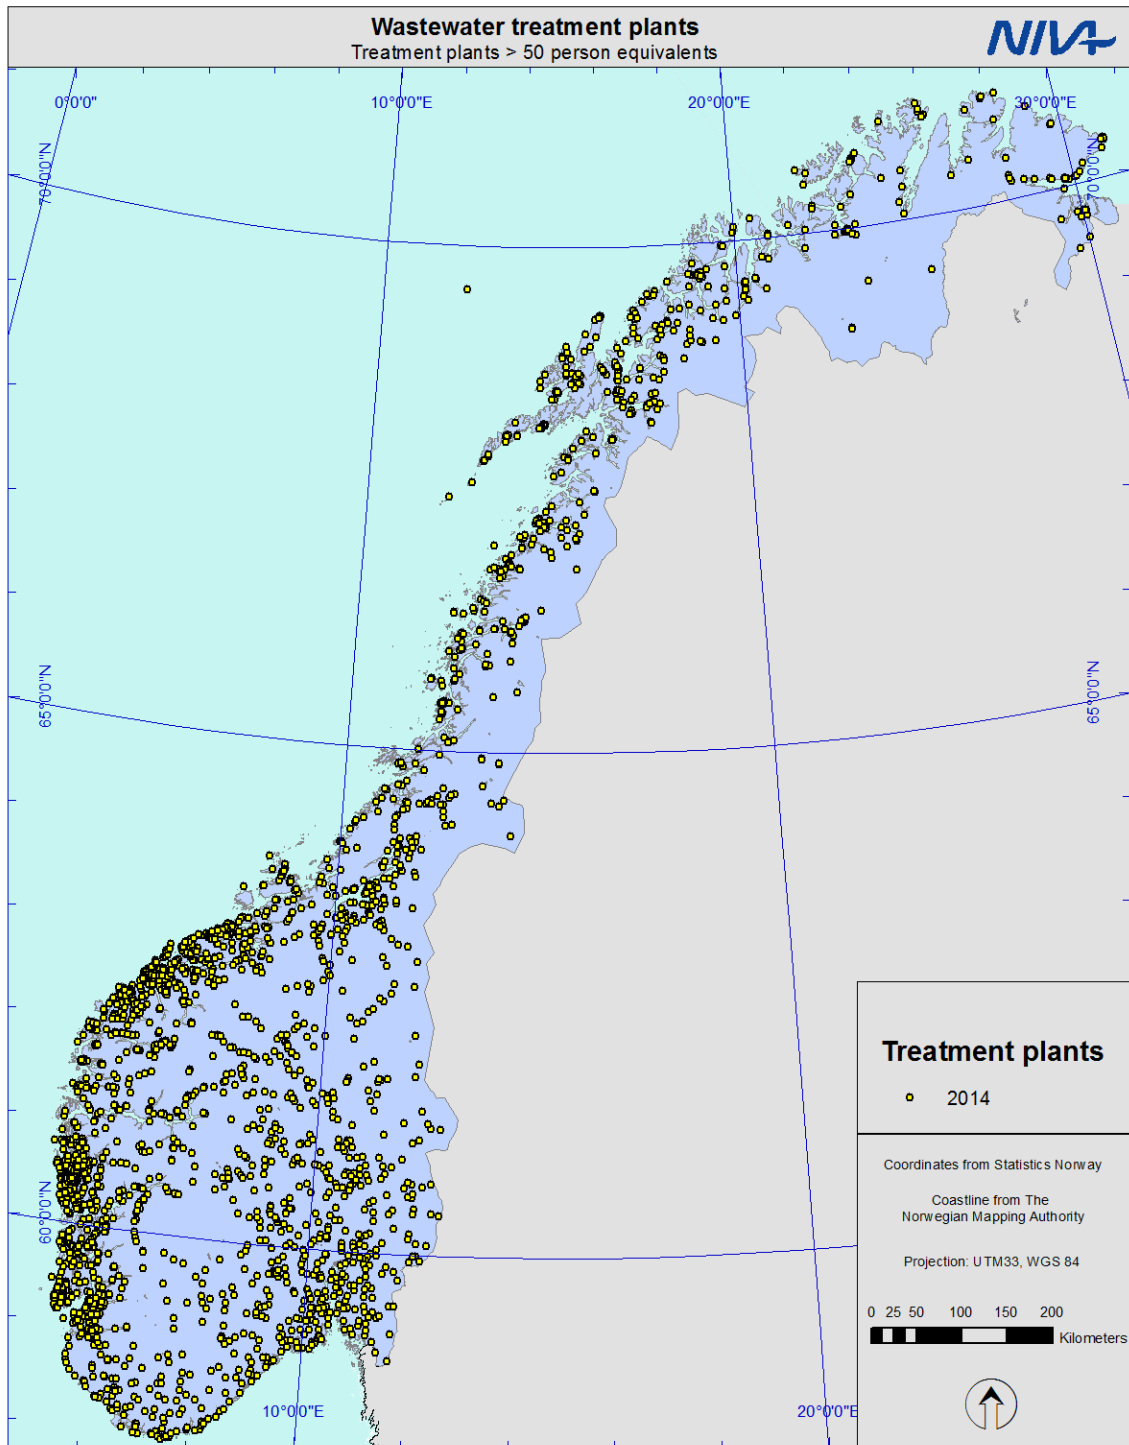 Wastewater treatment plants
Treatment plants > 50 person equivalents
NIVA
0°0'0"
10°0'0"E
20°0'0"E
30°0'0"E
70°0'0"N
70°0'0"N
65°0'0"N
65°0'0"N
60°0'0"N
10°0'0"E
20°0'0"E
Treatment plants
2014
Coordinates from Statistics Norway
Coastline from The
Norwegian Mapping Authority
Projection: UTM33, WGS 84
0 25 50 100 150 200
Kilometers